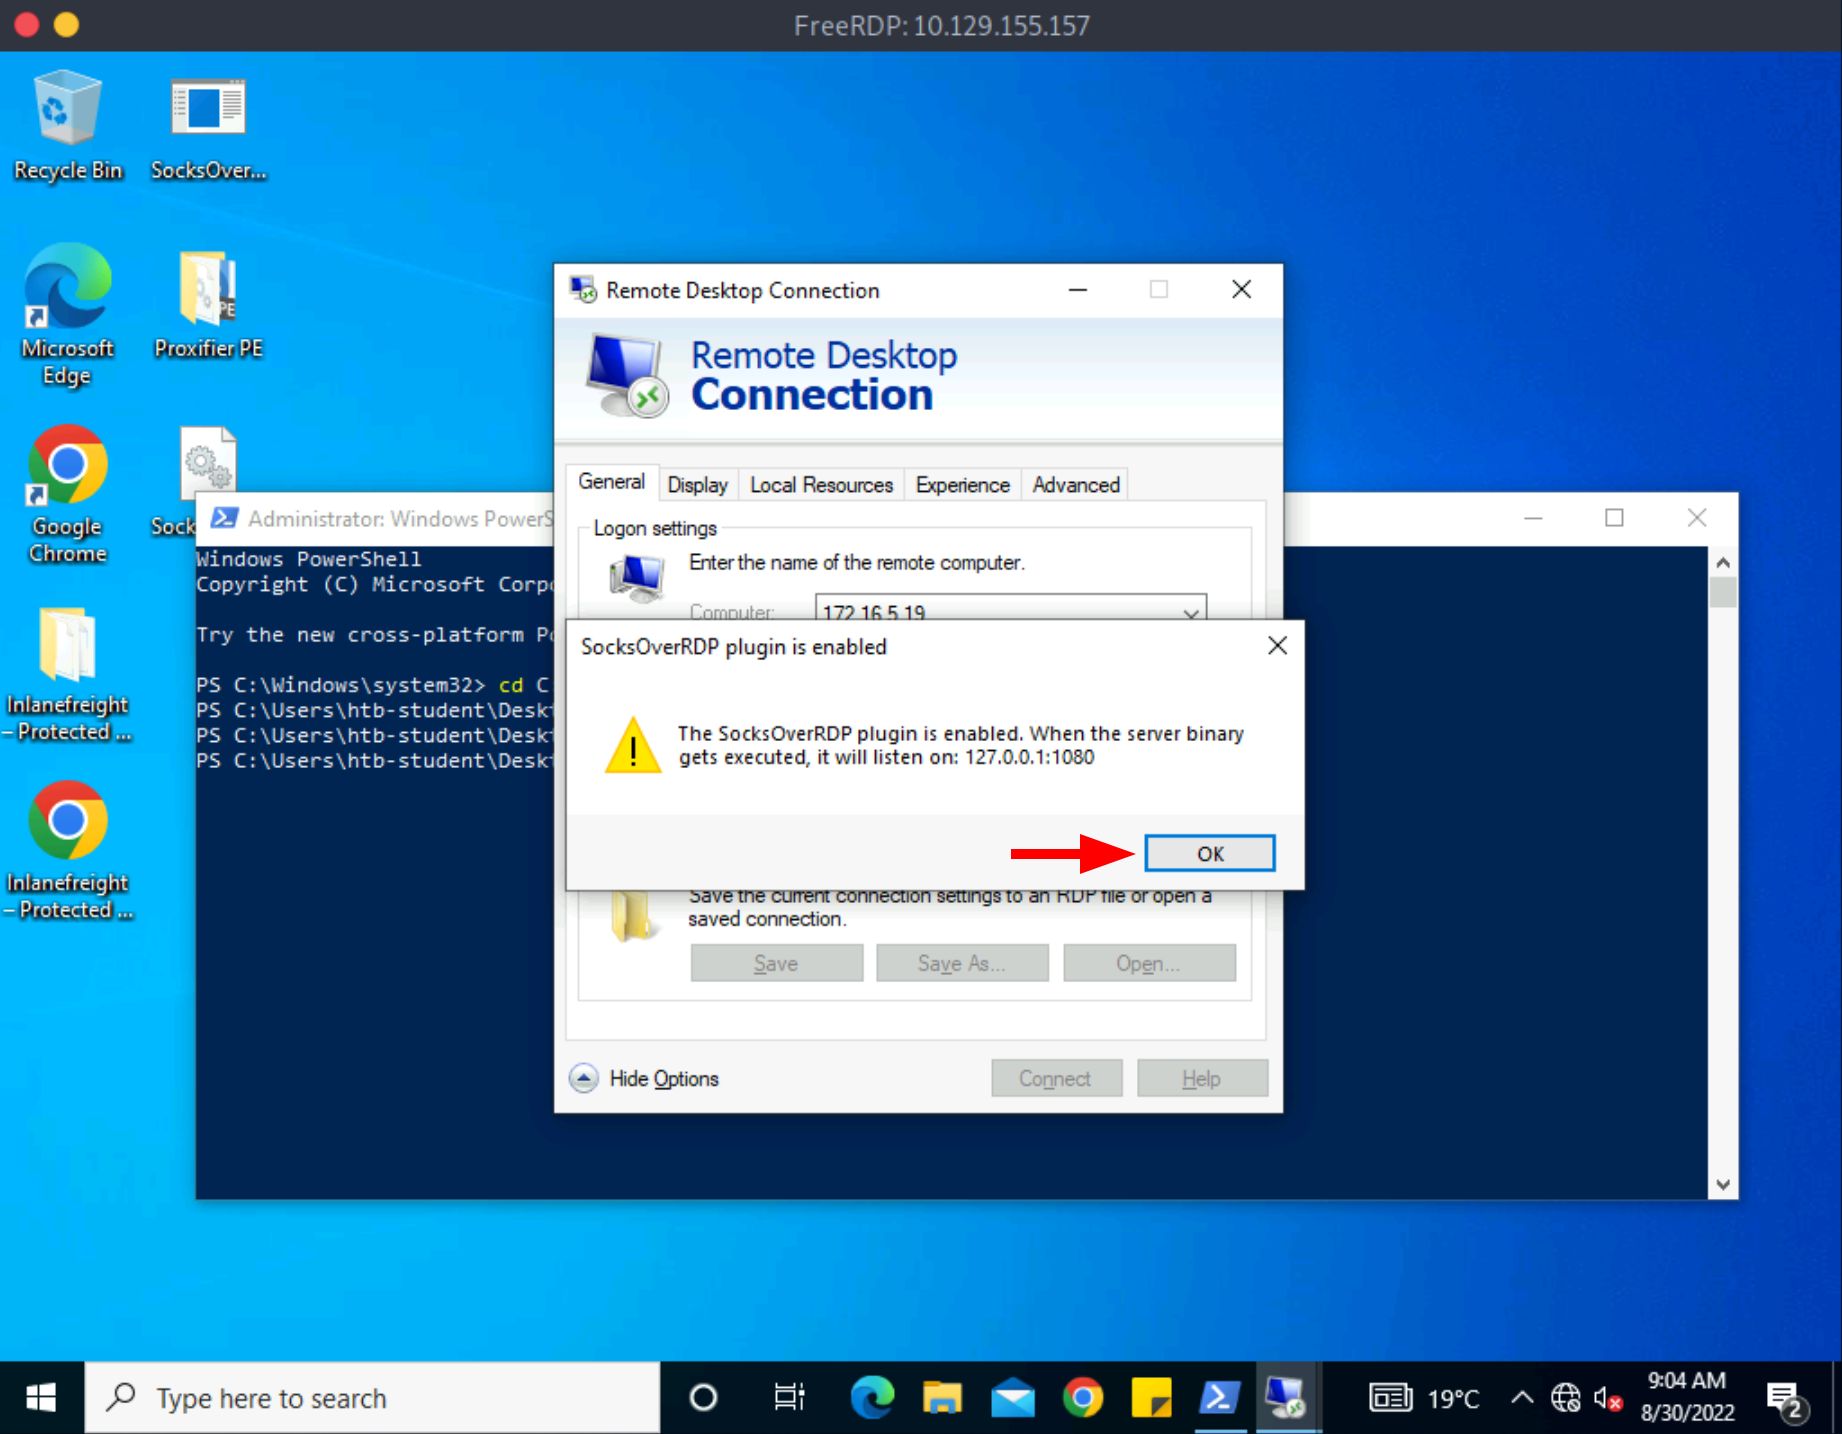 FreeRDP: 10.129.155.157
Recycle Bin
SocksOver...
Microsoft
Edge
Proxifier PE
Google
Chrome
Sock
Inlanefreight
– Protected ...
Inlanefreight
– Protected ...
Administrator: Windows PowerS
Windows PowerShell
Copyright (C) Microsoft Corpo
Try the new cross-platform Po
PS C:\Windows\system32> cd C:
PS C:\Users\htb-student\Deskt
PS C:\Users\htb-student\Deskt
PS C:\Users\htb-student\Deskt
Remote Desktop Connection
Remote Desktop
Connection
General
Display
Local Resources
Experience
Advanced
Logon settings
Enter the name of the remote computer.
Computer:
172.16.5.19
SocksOverRDP plugin is enabled
The SocksOverRDP plugin is enabled. When the server binary
gets executed, it will listen on: 127.0.0.1:1080
OK
Save the current connection settings to an RDP file or open a
saved connection.
Save
Save As...
Open...
Hide Options
Connect
Help
Type here to search
19°C
9:04 AM
8/30/2022
2